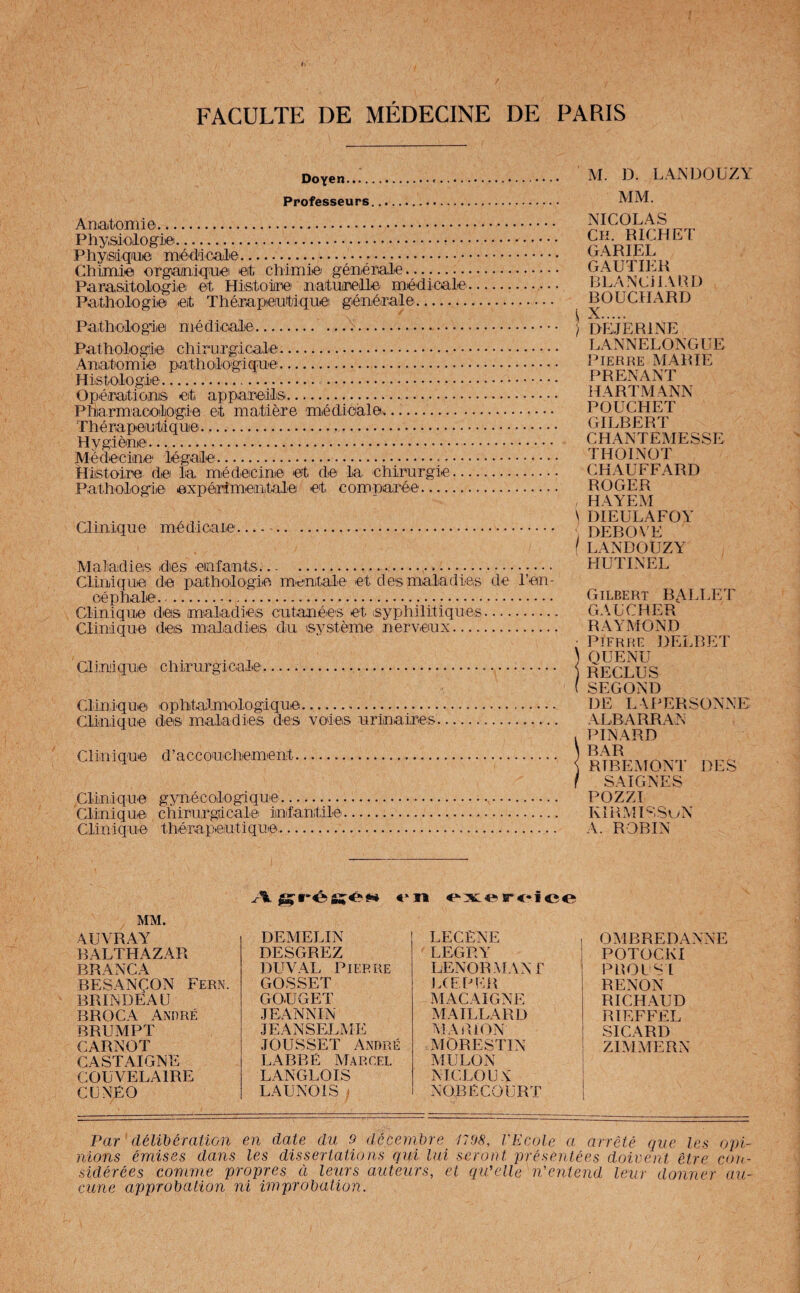 FACULTE DE MÉDECINE DE PARIS
Doyen.......... M. D. LANDOUZY
Professeurs.......... MM.
Anatomie.......... NICOLAS
Physiologie.......... CH. RICHET
Physique médicale.......... GARIEL
Chimie organique et chimie générale.......... GAUTIER
Parasitologie et Histoire naturelle médicale.......... BLANCHARD
Pathologie et Thérapeutique générale.......... BOUCHARD
Pathologie médicale.......... { X.....
DEJERINE
Pathologie chirurgicale.......... LANNELONGUE
Anatomie pathologique.......... PIERRE MARIE
Histologie.......... PRENANT
Opérations et appareils.......... HARTMANN
Pharmacologie et matière médicale.......... POUCHET
Thérapeutique.......... GILBERT
Hygiène.......... CHANTEMESSE
Médecine légale.......... THOINOT
Histoire de la médecine et de la chirurgie.......... CHAUFFARD
Pathologie expérimentale et comparée.......... ROGER
HAYEM
Clinique médicale.......... { DIEULAFOY
DEBOVE
LANDOUZY
Maladies des enfants.......... HUTINEL
Clinique de pathologie mentale et des maladies de l'en-
céphale.......... GILBERT BALLET
Clinique des maladies cutanées et syphilitiques.......... GAUCHER
Clinique des maladies du système nerveux.......... RAYMOND
PIERRE DELBET
Clinique chirurgicale.......... { QUENU
RECLUS
SEGOND
Clinique ophtalmologique.......... DE LAPERSONNE
Clinique des maladies des voies urinaires.......... ALBARRAN
PINARD
Clinique d'accouchement.......... { BAR
RIBEMONT DES
SAIGNES
Clinique gynécologique.......... POZZI
Clinique chirurgicale infantile.......... KIRMISSON
Clinique thérapeutique.......... A. ROBIN
Agrégés en exercice
MM.
AUVRAY DEMELIN LECÈNE OMBREDANNE
BALTHAZAR DESGREZ LEGRY POTOCKI
BRANCA DUVAL PIERRE LENORMANT PROUST
BESANÇON FERN. GOSSET LŒPER RENON
BRINDEAU GOUGET MACAIGNE RICHAUD
BROCA ANDRÉ JEANNIN MAILLARD RIEFFEL
BRUMPT JEANSELME MARION SICARD
CARNOT JOUSSET ANDRÉ MORESTIN ZIMMERN
CASTAIGNE LABBÉ MARCEL MULON
COUVELAIRE LANGLOIS NICLOUX
CUNÉO LAUNOIS NOBÉCOURT
Par délibération en date du 9 décembre 1798, l'Ecole a arrêté que les opi-
nions émises dans les dissertations qui lui seront présentées doivent être con-
sidérées comme propres à leurs auteurs, et qu'elle n'entend leur donner au-
cune approbation ni improbation.